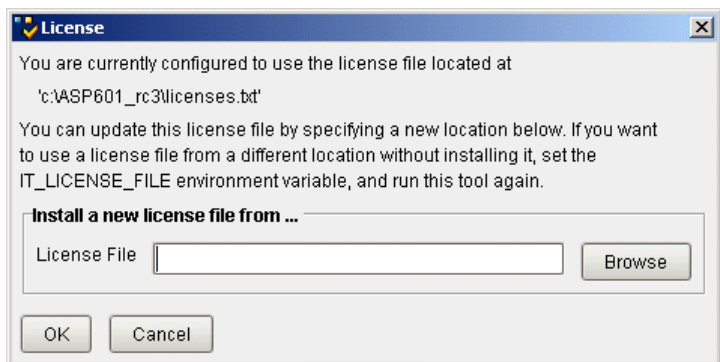 License
You are currently configured to use the license file located at
'c:\ASP601_rc3\licenses.txt'
You can update this license file by specifying a new location below. If you want
to use a license file from a different location without installing it, set the
IT_LICENSE_FILE environment variable, and run this tool again.
Install a new license file from ...
License File
Browse
OK
Cancel